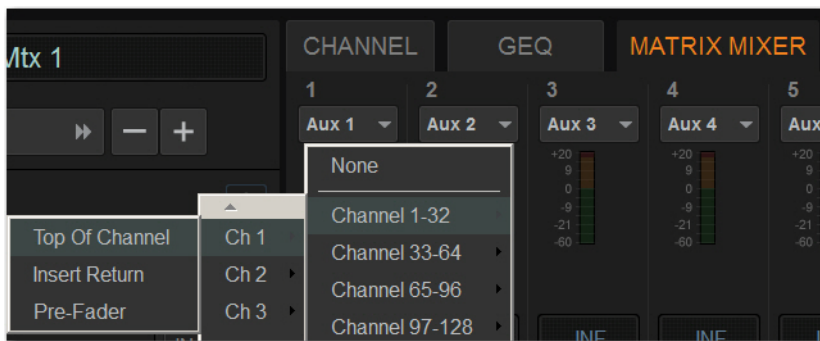 Mtx 1
CHANNEL GEQ MATRIX MIXER
1 2 3 4 5
Aux 1 Aux 2 Aux 3 Aux 4 Aux
+20 +20 +20
9 9 9
0 0 0
-9 -9 -9
-21 -21 -21
-60 -60 -60
None
Channel 1-32
Channel 33-64
Channel 65-96
Channel 97-128
Ch 1
Ch 2
Ch 3
Top Of Channel
Insert Return
Pre-Fader
INF INF